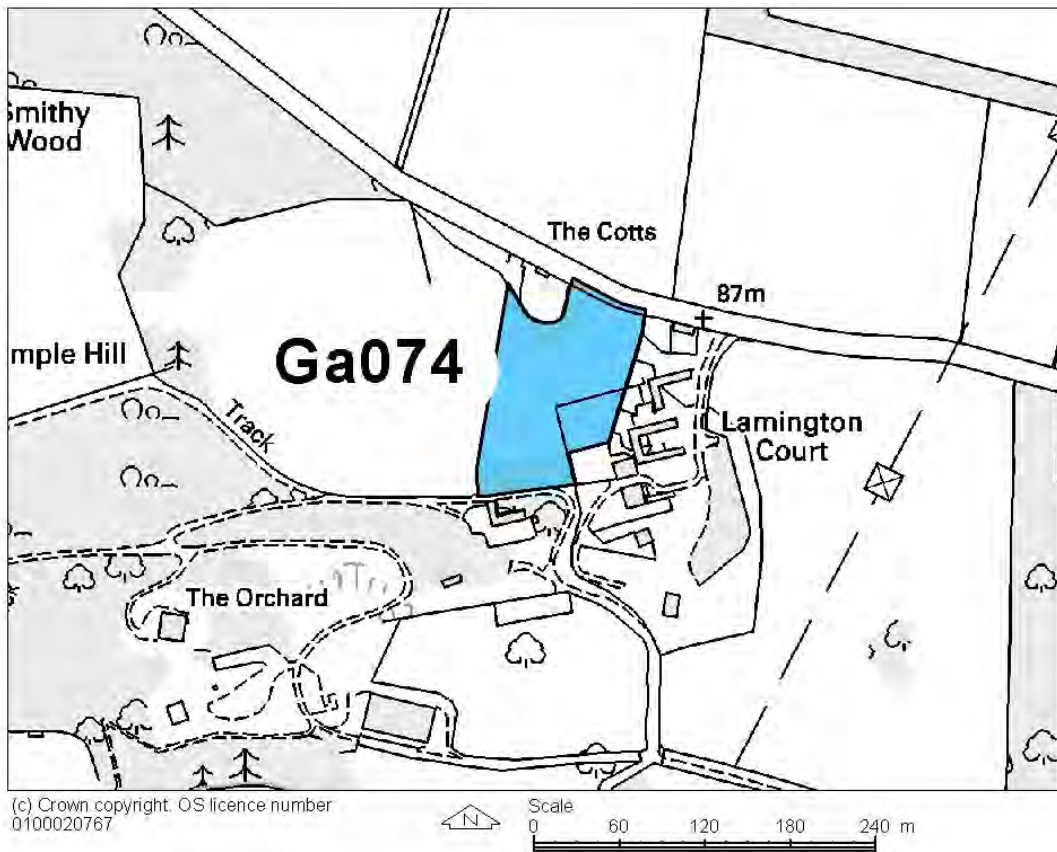 Smithy
Wood
The Cotts
87m
Ga074
mple Hill
Track
Lamington
Court
The Orchard
(c) Crown copyright. OS licence number
0100020767
N
Scale
0 60 120 180 240 m